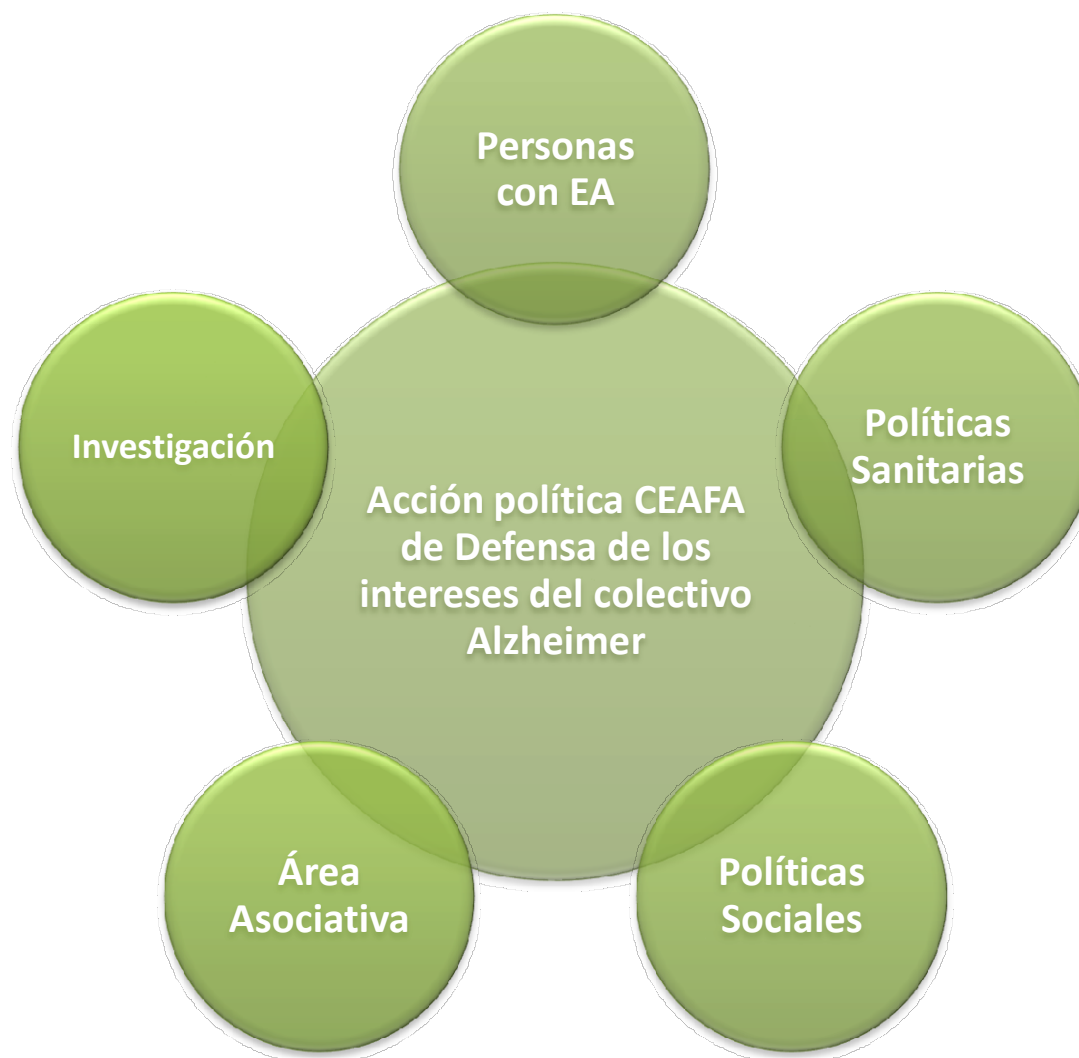 Personas
con EA
Políticas
Sanitarias
Investigación
Acción política CEAFA
de Defensa de los
intereses del colectivo
Alzheimer
Área
Asociativa
Políticas
Sociales